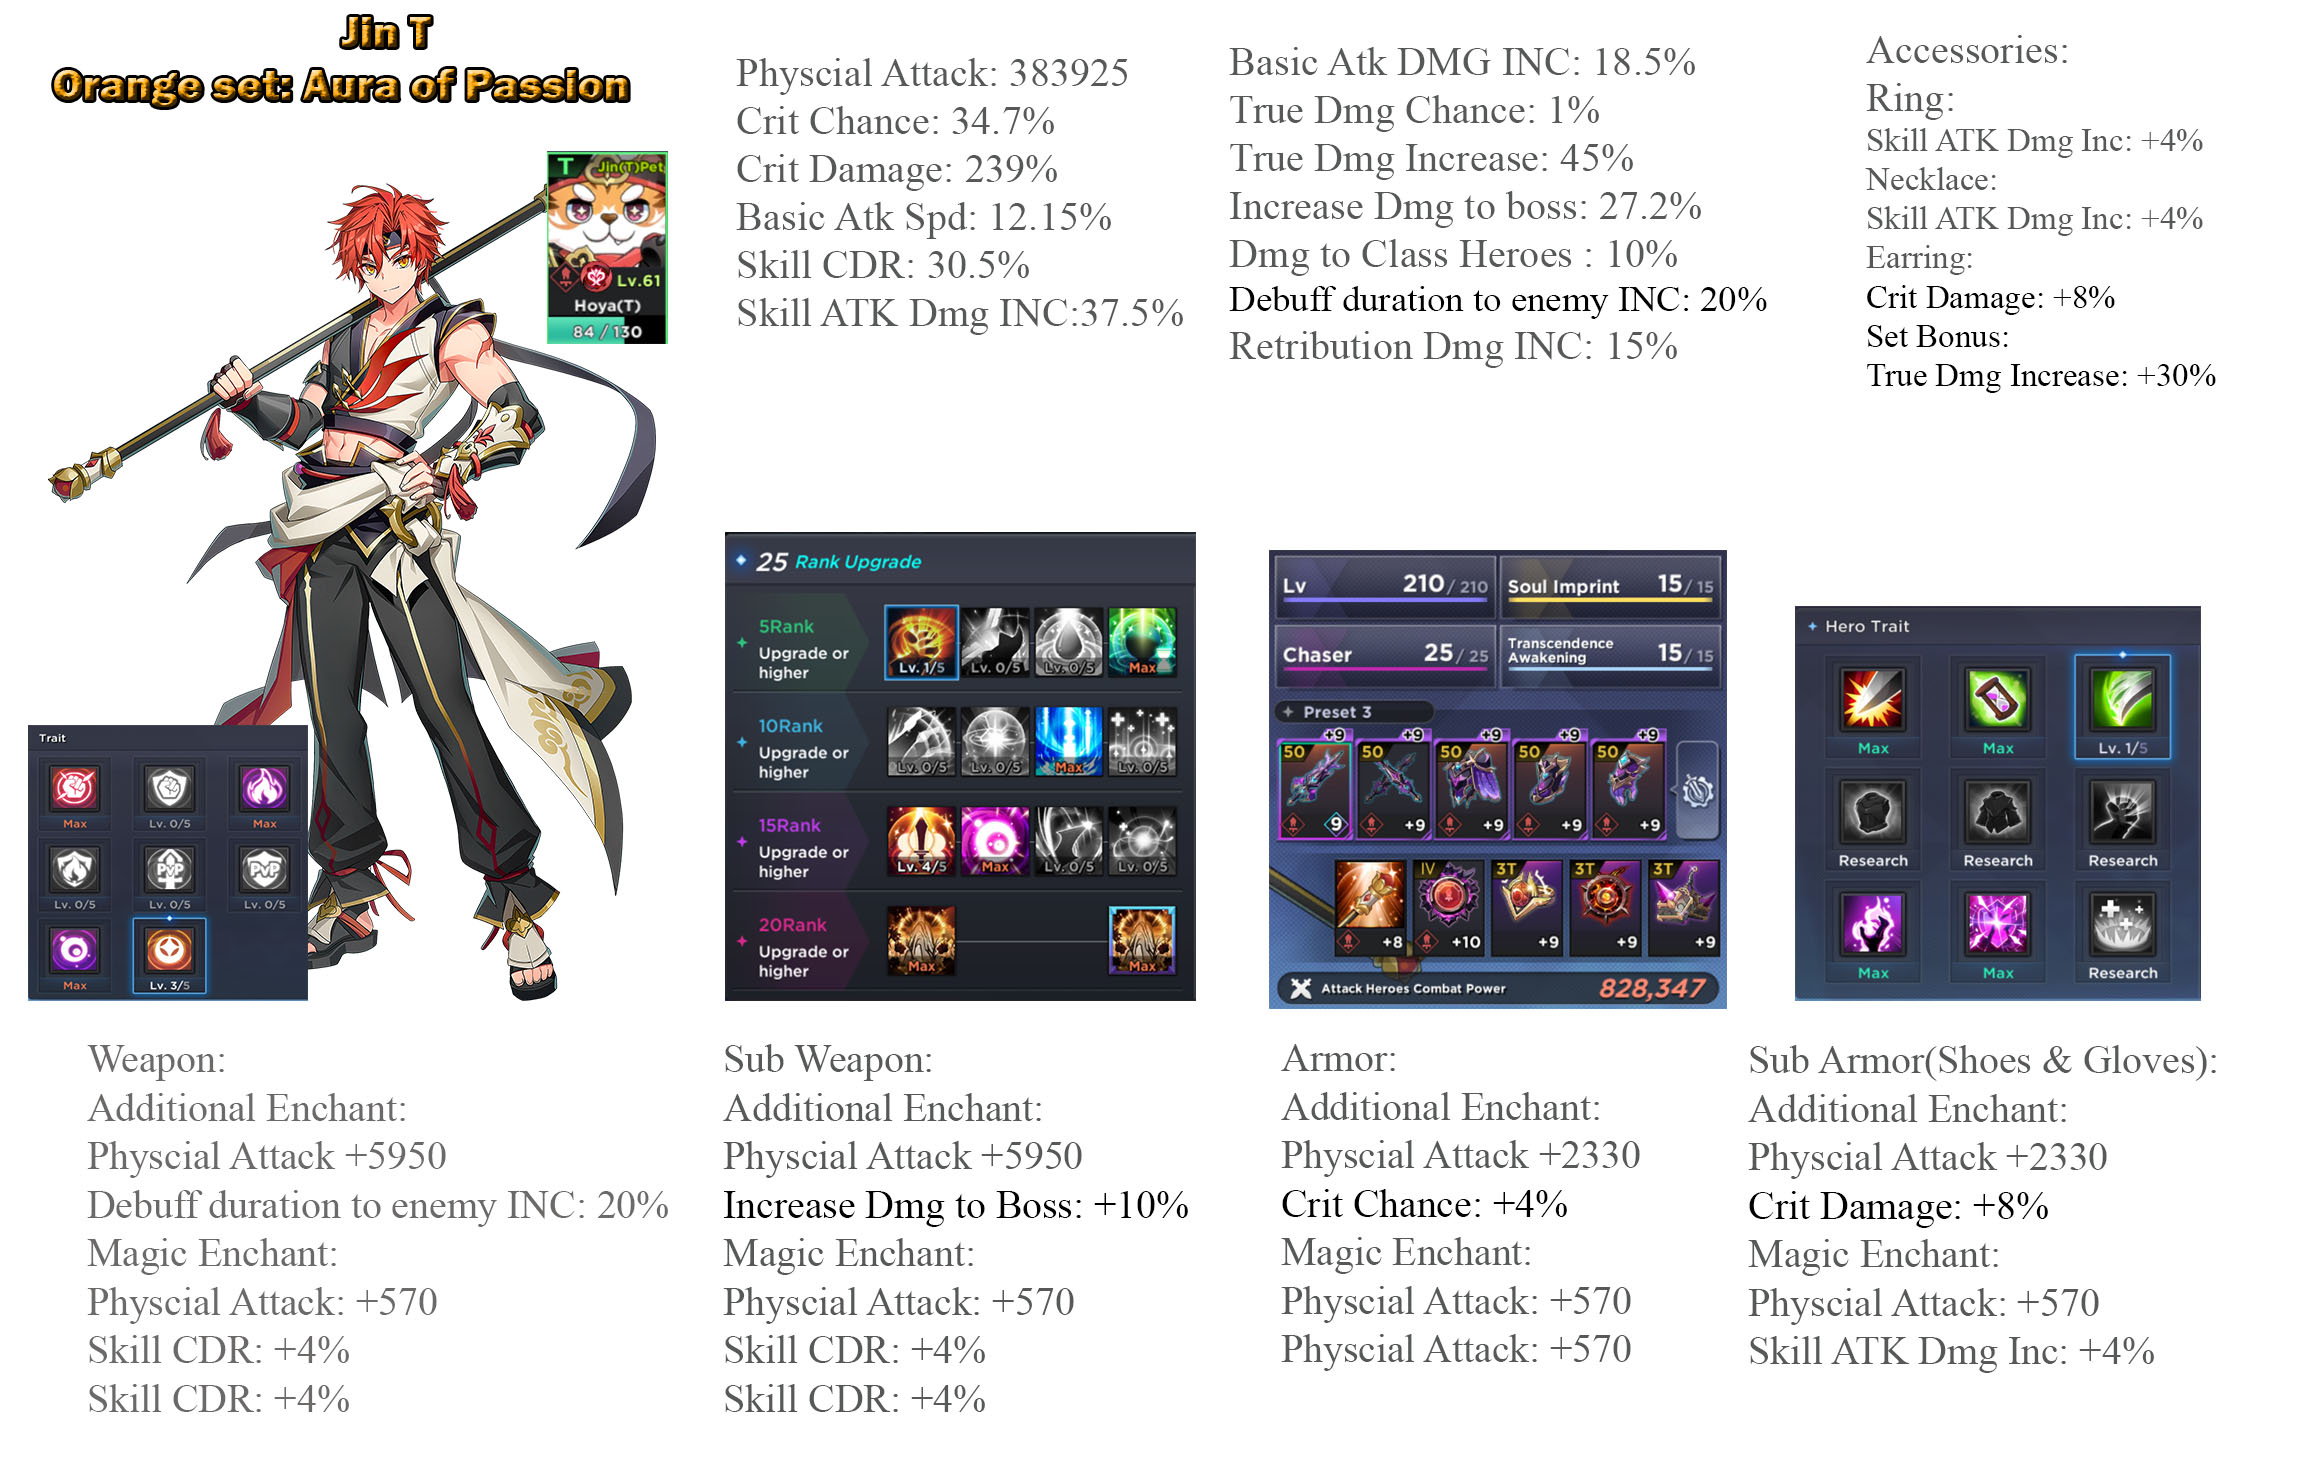 Jin T
Orange set: Aura of Passion
T Jin(T)Pet
Lv.61
Hoya(T)
84 / 130
Physcial Attack: 383925
Crit Chance: 34.7%
Crit Damage: 239%
Basic Atk Spd: 12.15%
Skill CDR: 30.5%
Skill ATK Dmg INC:37.5%
Basic Atk DMG INC: 18.5%
True Dmg Chance: 1%
True Dmg Increase: 45%
Increase Dmg to boss: 27.2%
Dmg to Class Heroes : 10%
Debuff duration to enemy INC: 20%
Retribution Dmg INC: 15%
Accessories:
Ring:
Skill ATK Dmg Inc: +4%
Necklace:
Skill ATK Dmg Inc: +4%
Earring:
Crit Damage: +8%
Set Bonus:
True Dmg Increase: +30%
Trait
Max Lv. 0/5 Max
Lv. 0/5 PvP Lv. 0/5 PvP Lv. 0/5
Max Lv. 3/5
25 Rank Upgrade
5Rank
Upgrade or
higher
Lv. 1/5 Lv. 0/5 Lv. 0/5 Max
10Rank
Upgrade or
higher
Lv. 0/5 Lv. 0/5 Max Lv. 0/5
15Rank
Upgrade or
higher
Lv. 4/5 Max Lv. 0/5 Lv. 0/5
20Rank
Upgrade or
higher
Max Max
Lv 210/ 210 Soul Imprint 15/ 15
Chaser 25/ 25 Transcendence
Awakening 15/ 15
Preset 3
+9 +9 +9 +9 +9
50 50 50 50 50
9 +9 +9 +9 +9
IV 3T 3T 3T
+8 +10 +9 +9 +9
Attack Heroes Combat Power 828,347
Hero Trait
Max Max Lv. 1/5
Research Research Research
Max Max Research
Weapon:
Additional Enchant:
Physcial Attack +5950
Debuff duration to enemy INC: 20%
Magic Enchant:
Physcial Attack: +570
Skill CDR: +4%
Skill CDR: +4%
Sub Weapon:
Additional Enchant:
Physcial Attack +5950
Increase Dmg to Boss: +10%
Magic Enchant:
Physcial Attack: +570
Skill CDR: +4%
Skill CDR: +4%
Armor:
Additional Enchant:
Physcial Attack +2330
Crit Chance: +4%
Magic Enchant:
Physcial Attack: +570
Physcial Attack: +570
Sub Armor(Shoes & Gloves):
Additional Enchant:
Physcial Attack +2330
Crit Damage: +8%
Magic Enchant:
Physcial Attack: +570
Skill ATK Dmg Inc: +4%